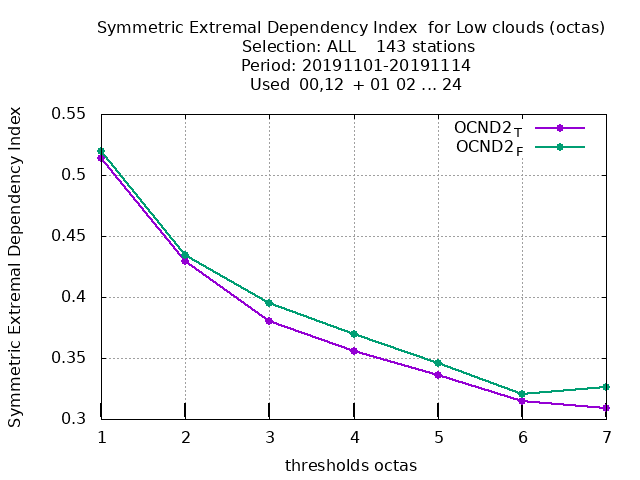 Symmetric Extremal Dependency Index  for Low clouds (octas)
Selection: ALL    143 stations
Period: 20191101-20191114
Used  00,12  + 01 02 ... 24
Symmetric Extremal Dependency Index
0.55
0.5
0.45
0.4
0.35
0.3
OCND2T
OCND2F
1 2 3 4 5 6 7
thresholds octas